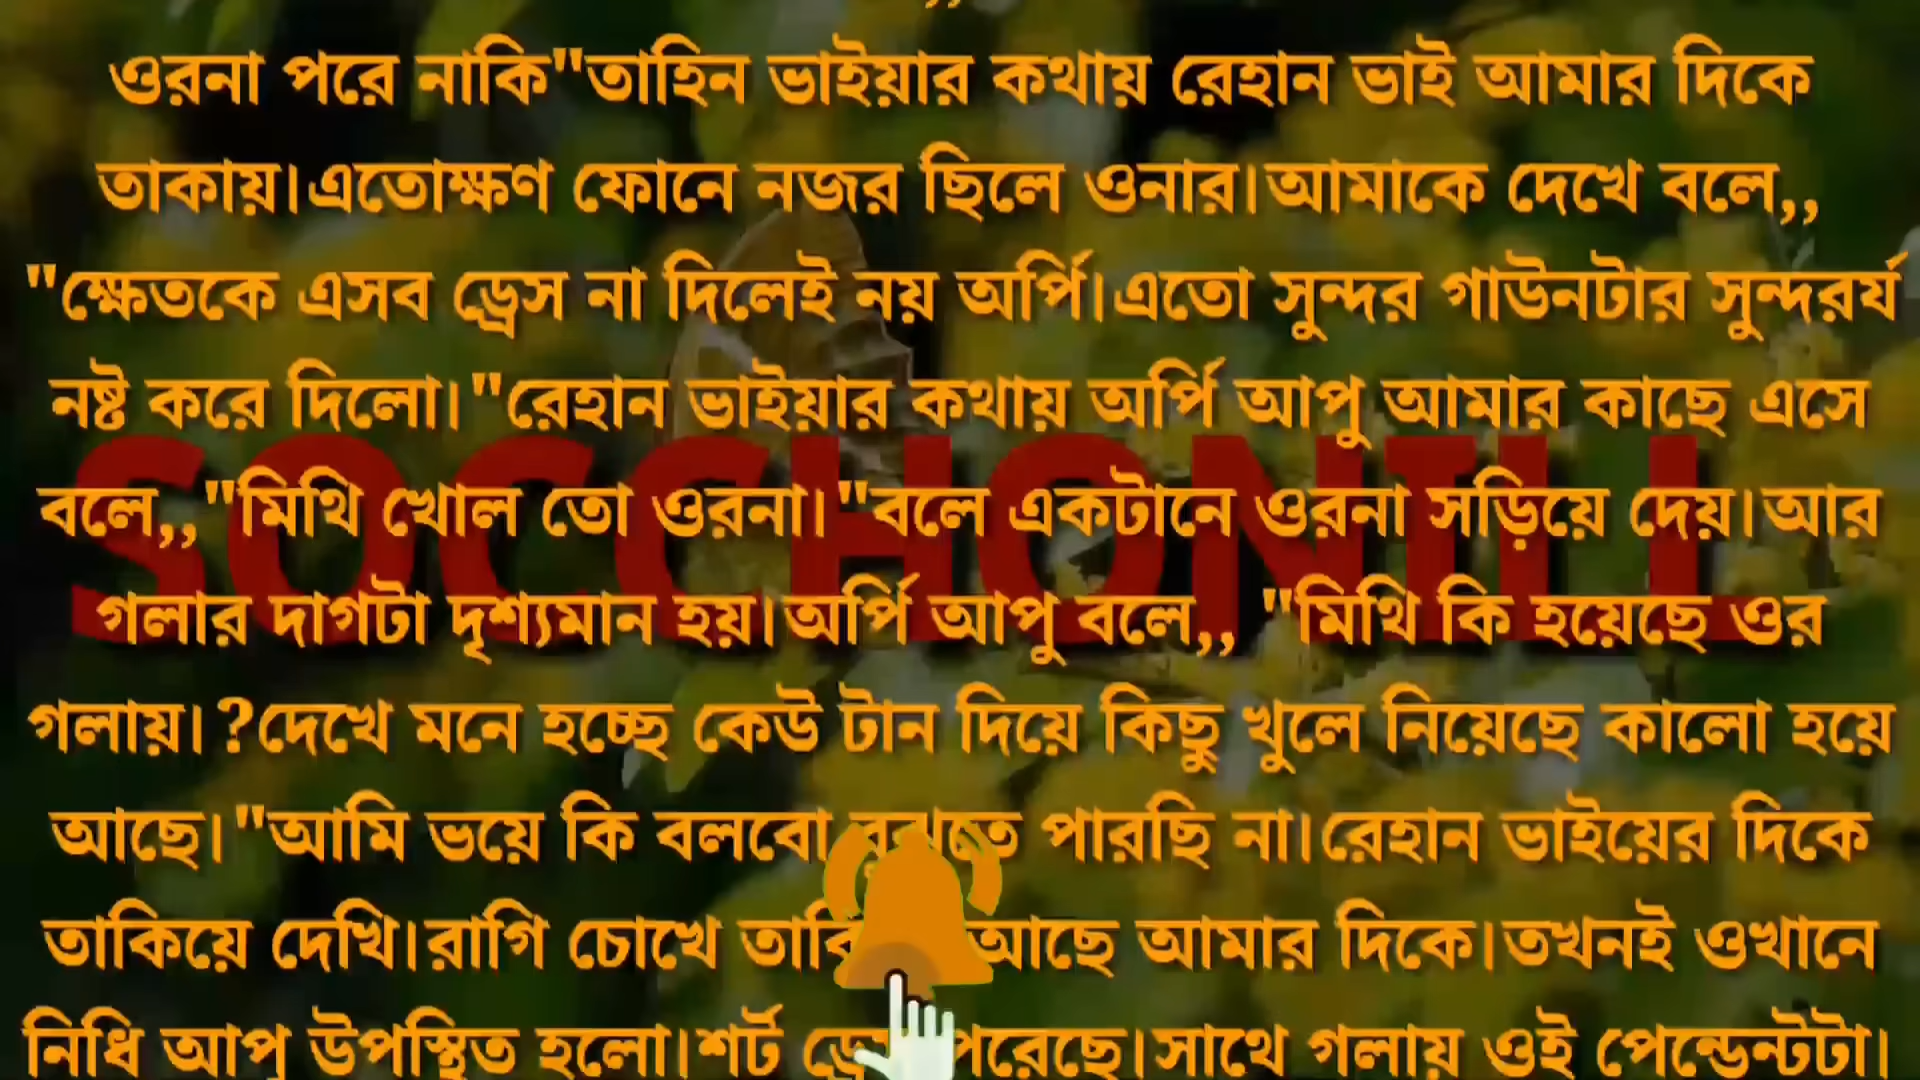 ওরনা পরে নাকি"তাহিন ভাইয়ার কথায় রেহান ভাই আমার দিকে
তাকায়।এতোক্ষণ ফোনে নজর ছিলে ওনার।আমাকে দেখে বলে,,
"ক্ষেতকে এসব ড্রেস না দিলেই নয় অর্পি।এতো সুন্দর গাউনটার সুন্দরর্য
নষ্ট করে দিলো।"রেহান ভাইয়ার কথায় অর্পি আপু আমার কাছে এসে
SOCCHONILL
বলে,,"মিথি খোল তো ওরনা।"বলে একটানে ওরনা সড়িয়ে দেয়।আর
গলার দাগটা দৃশ্যমান হয়।অর্পি আপু বলে,, "মিথি কি হয়েছে ওর
গলায়।?দেখে মনে হচ্ছে কেউ টান দিয়ে কিছু খুলে নিয়েছে কালো হয়ে
আছে।"আমি ভয়ে কি বলবো পারছি না।রেহান ভাইয়ের দিকে
তাকিয়ে দেখি।রাগি চোখে আছে আমার দিকে।তখনই ওখানে
নিধি আপু উপস্থিত হলো।শর্ট পরেছে।সাথে গলায় ওই পেন্ডেন্টটা।